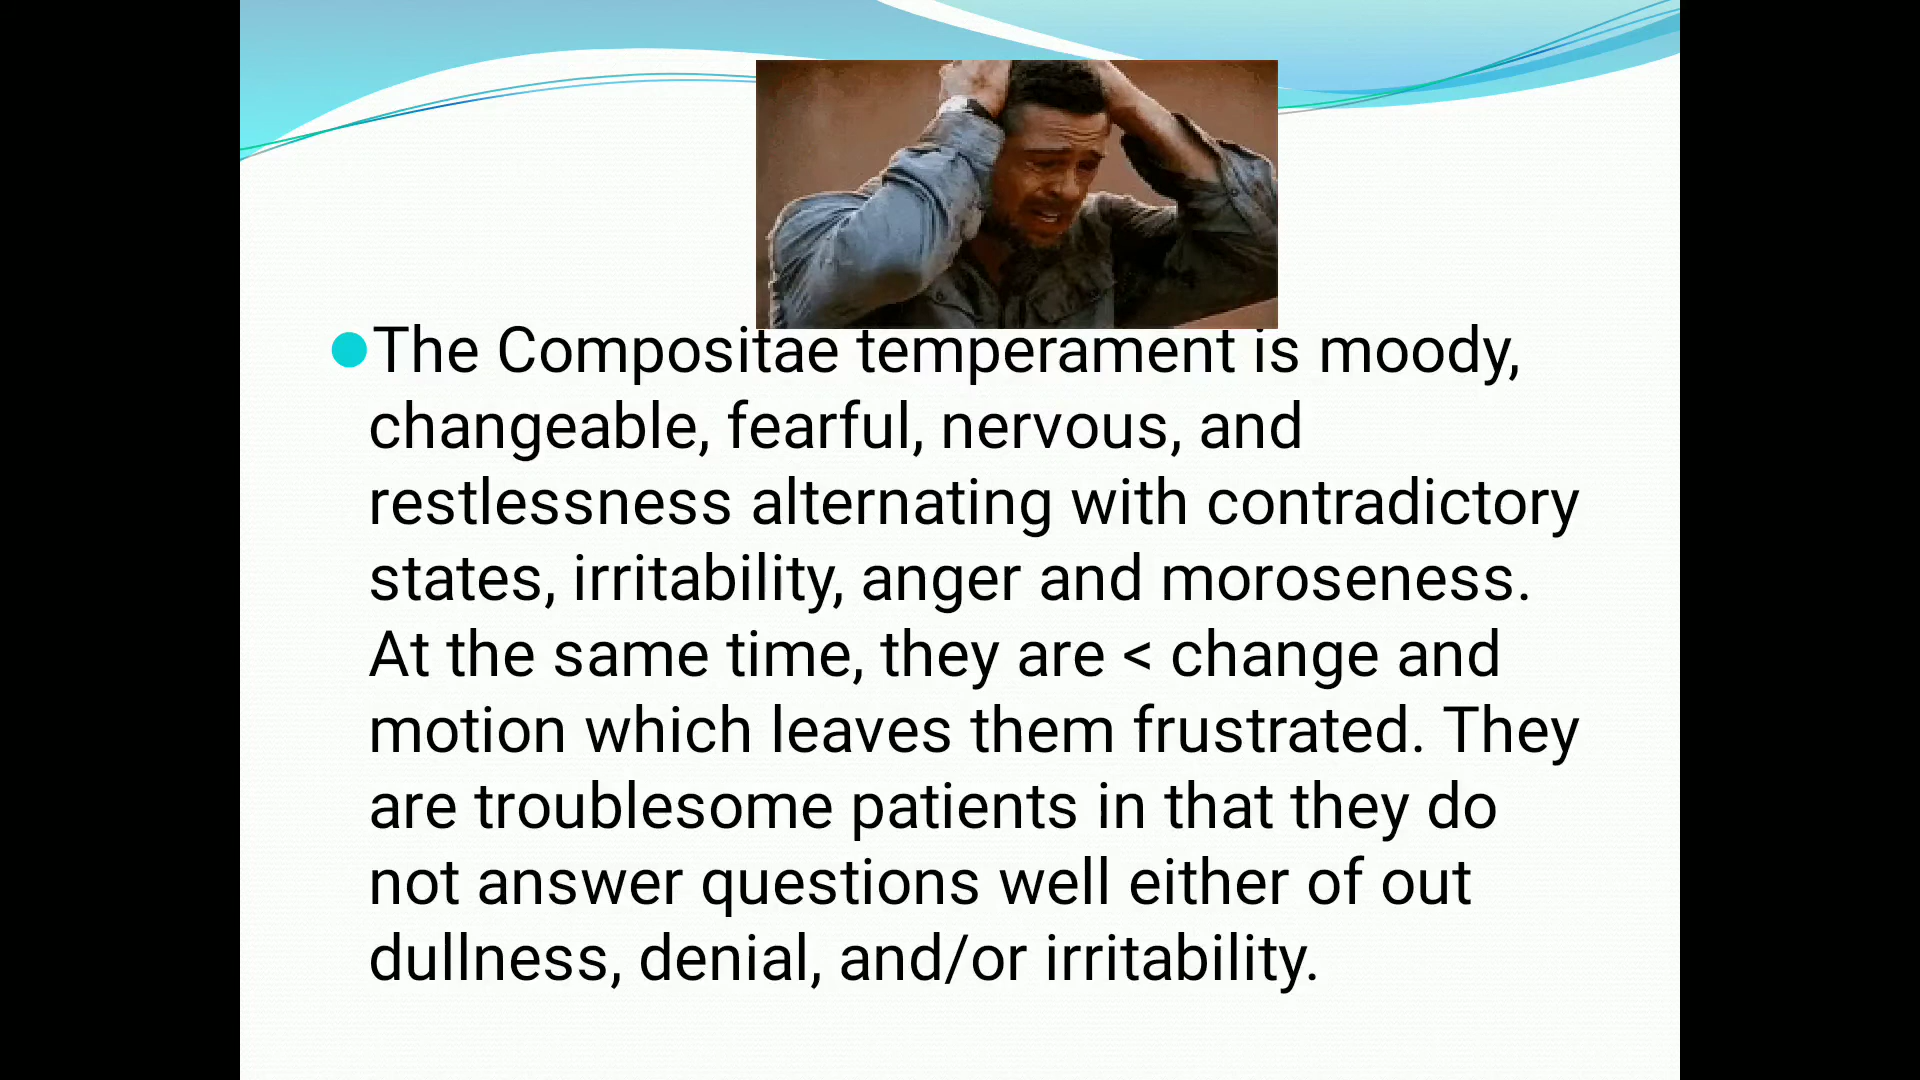 The Compositae temperament is moody,
changeable, fearful, nervous, and
restlessness alternating with contradictory
states, irritability, anger and moroseness.
At the same time, they are < change and
motion which leaves them frustrated. They
are troublesome patients in that they do
not answer questions well either of out
dullness, denial, and/or irritability.